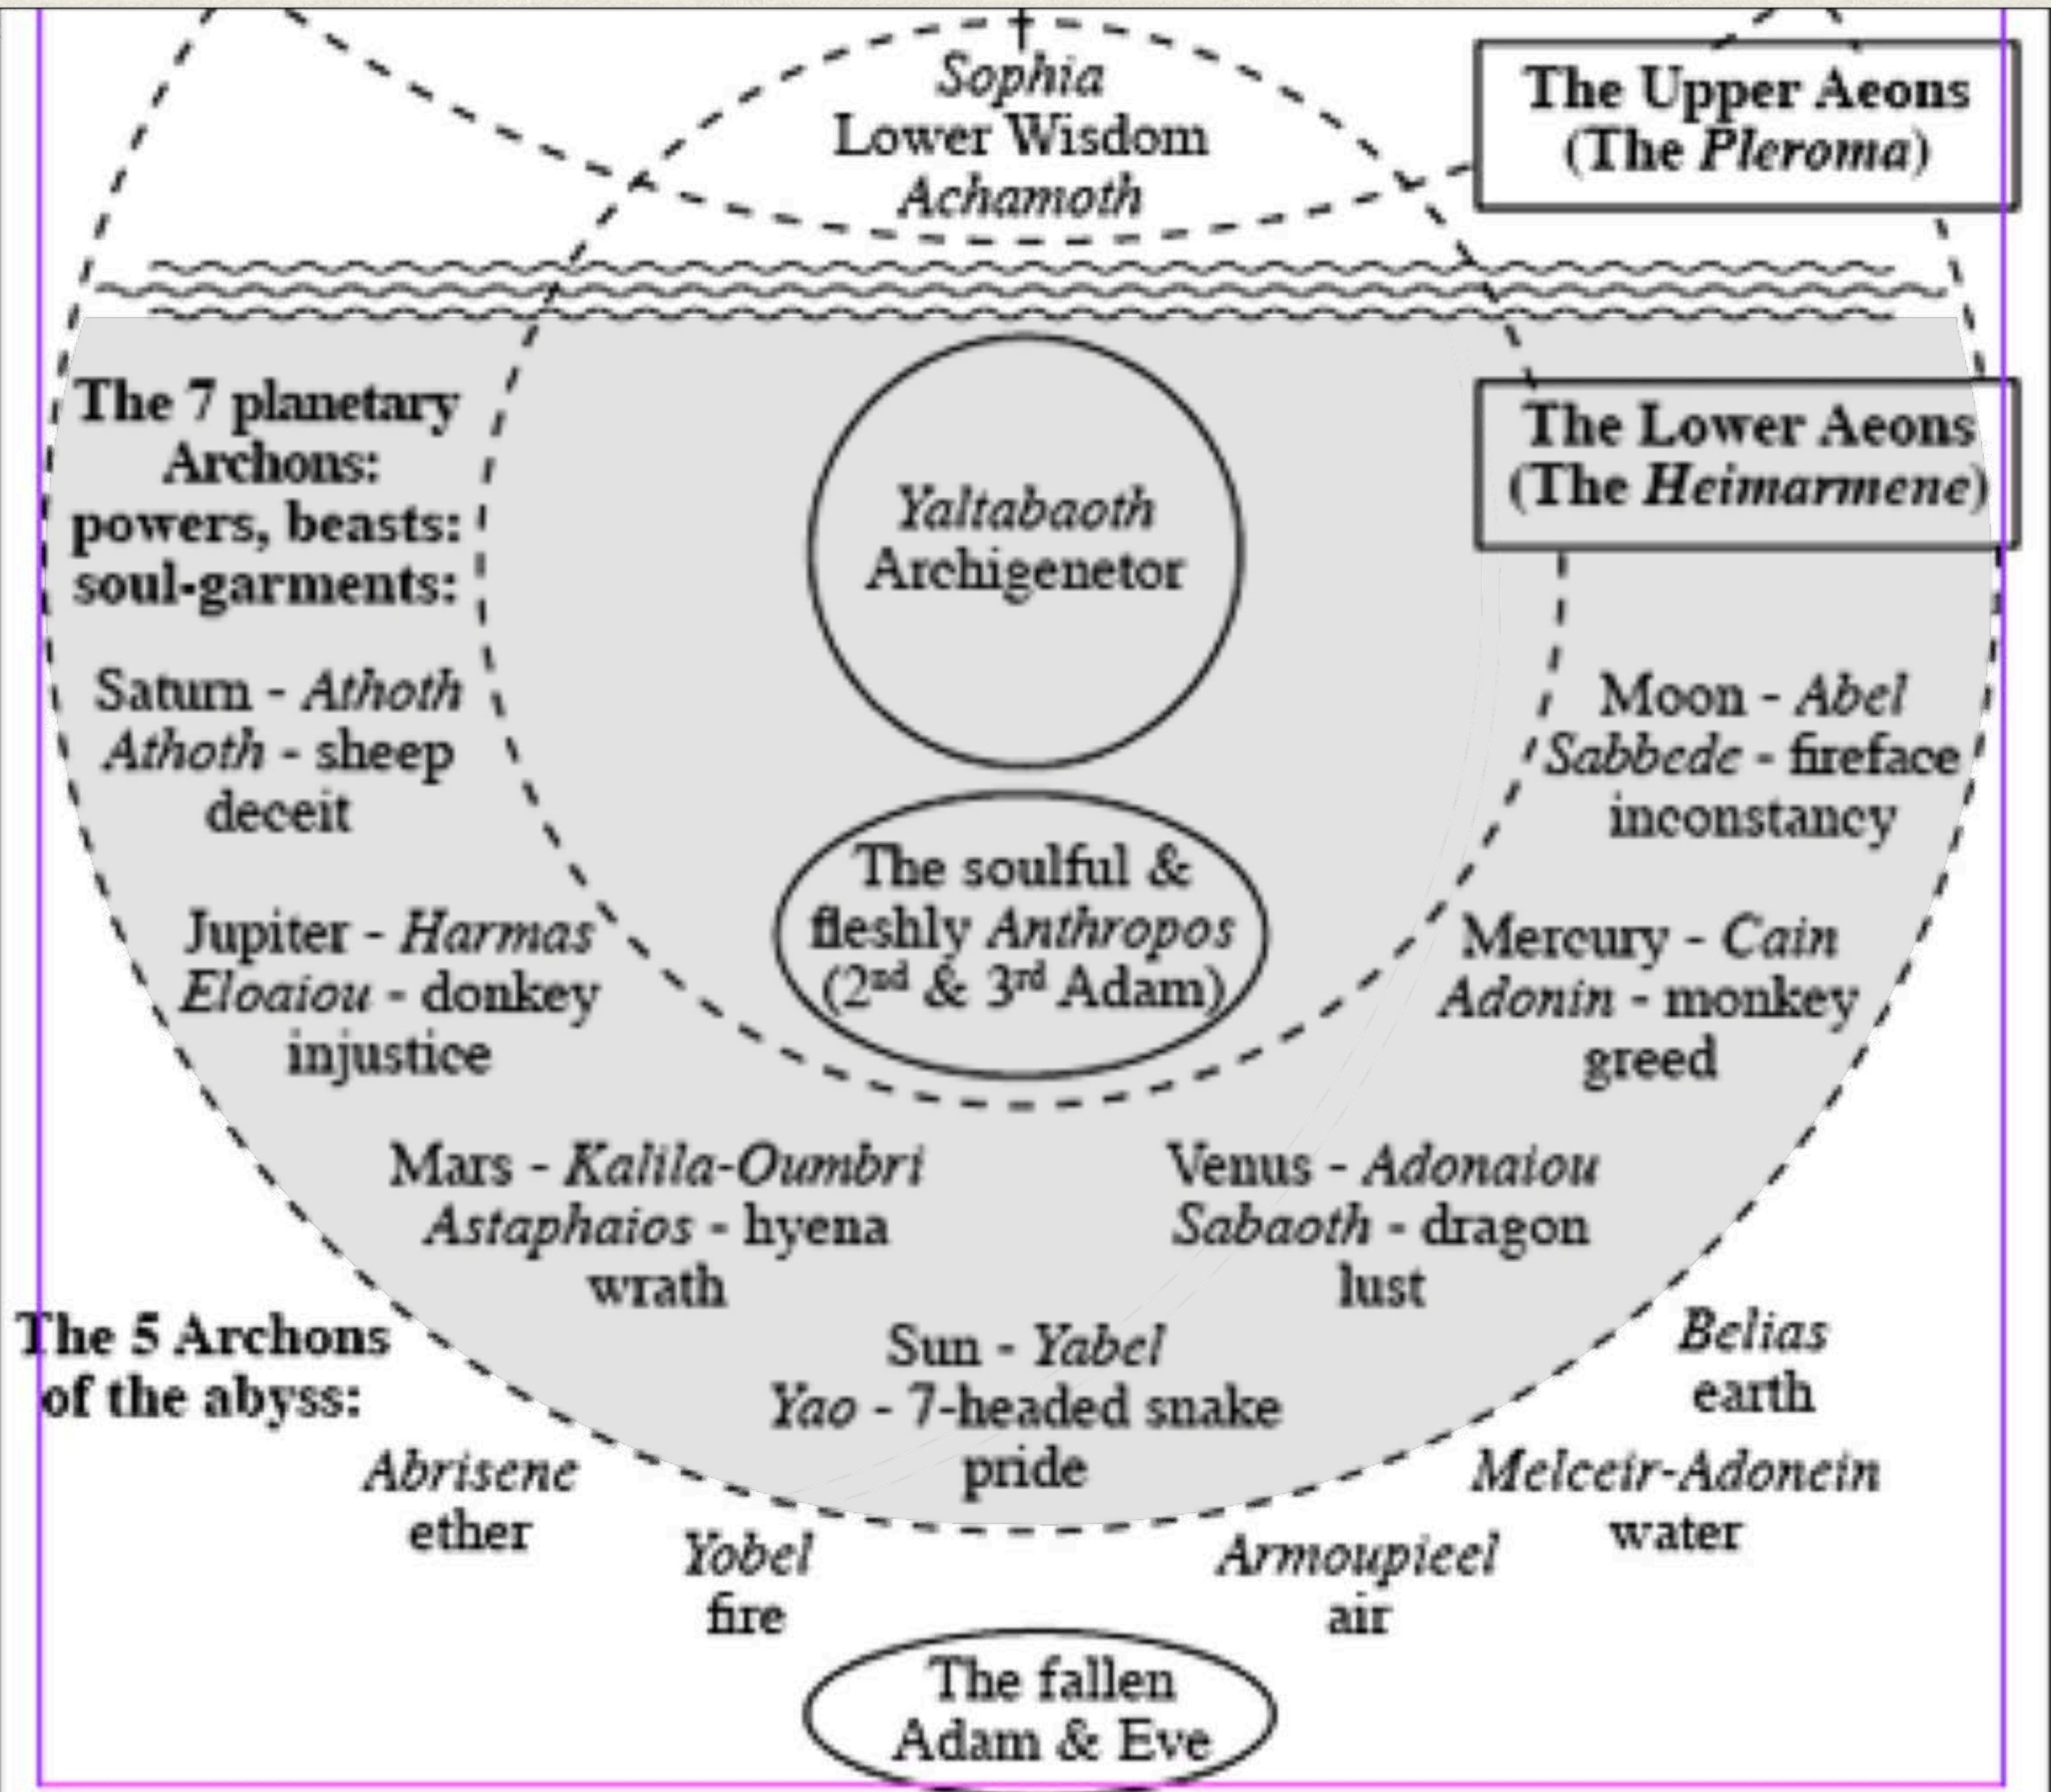 Sophia
Lower Wisdom
Achamoth
The Upper Aeons
(The Pleroma)
The 7 planetary
Archons:
powers, beasts:
soul-garments:
Yaltabaoth
Archigenetor
The Lower Aeons
(The Heimarmene)
Saturn - Athoth
Athoth - sheep
deceit
Moon - Abel
Sabbede - fireface
inconstancy
The soulful &
fleshly Anthropos
(2nd & 3rd Adam)
Jupiter - Harmas
Eloaiou - donkey
injustice
Mercury - Cain
Adonin - monkey
greed
Mars - Kalila-Oumbri
Astaphaios - hyena
wrath
Venus - Adonaiou
Sabaoth - dragon
lust
Sun - Yabel
Yao - 7-headed snake
pride
The 5 Archons
of the abyss:
Abrisene
ether
Yobel
fire
Armoupieel
air
Melceir-Adonein
water
Belias
earth
The fallen
Adam & Eve